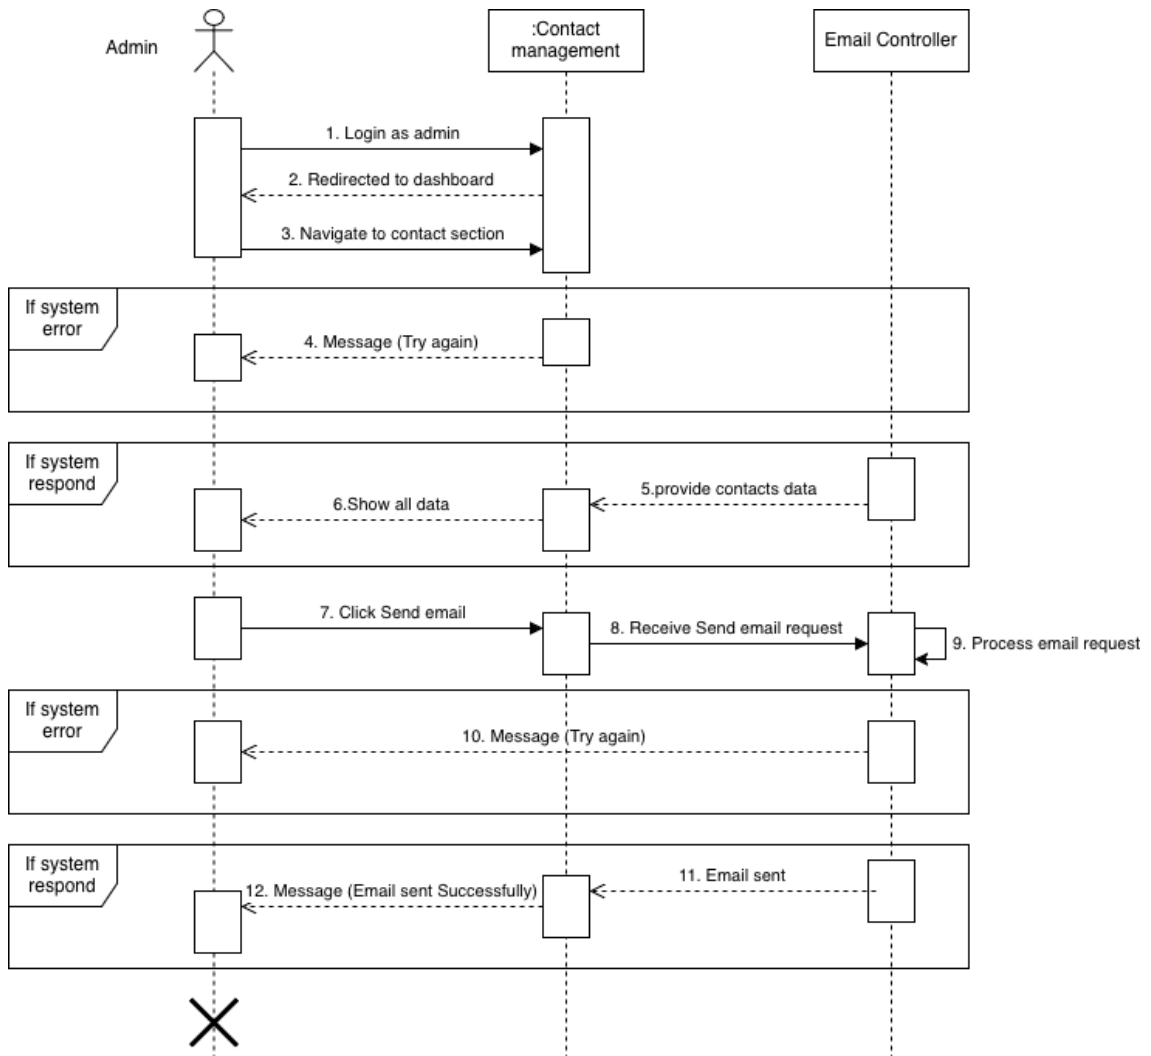 Admin
:Contact
management
Email Controller
1. Login as admin
2. Redirected to dashboard
3. Navigate to contact section
If system
error
4. Message (Try again)
If system
respond
5.provide contacts data
6.Show all data
7. Click Send email
8. Receive Send email request
9. Process email request
If system
error
10. Message (Try again)
If system
respond
11. Email sent
12. Message (Email sent Successfully)